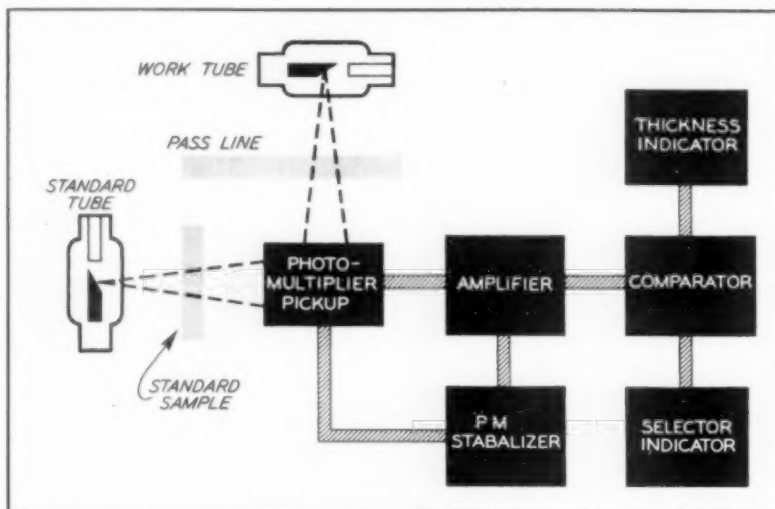 WORK TUBE
PASS LINE
STANDARD
TUBE
STANDARD
SAMPLE
PHOTO-
MULTIPLIER
PICKUP
AMPLIFIER
COMPARATOR
THICKNESS
INDICATOR
P M
STABALIZER
SELECTOR
INDICATOR